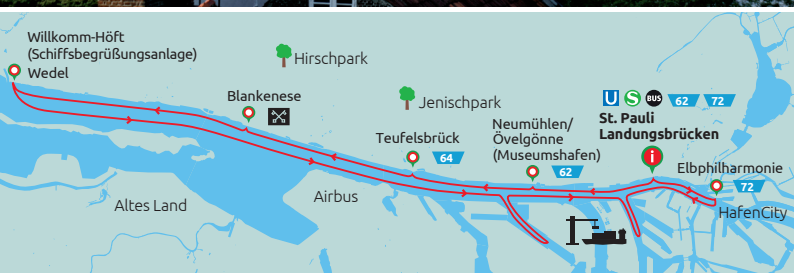 Willkomm-Höft
(Schiffsbegrüßungsanlage)
Wedel
Hirschpark
Blankenese
Jenischpark
Teufelsbrück
64
Neumühlen/
Övelgönne
(Museumshafen)
62
U S BUS 62 72
St. Pauli
Landungsbrücken
i
Elbphilharmonie
72
HafenCity
Altes Land
Airbus